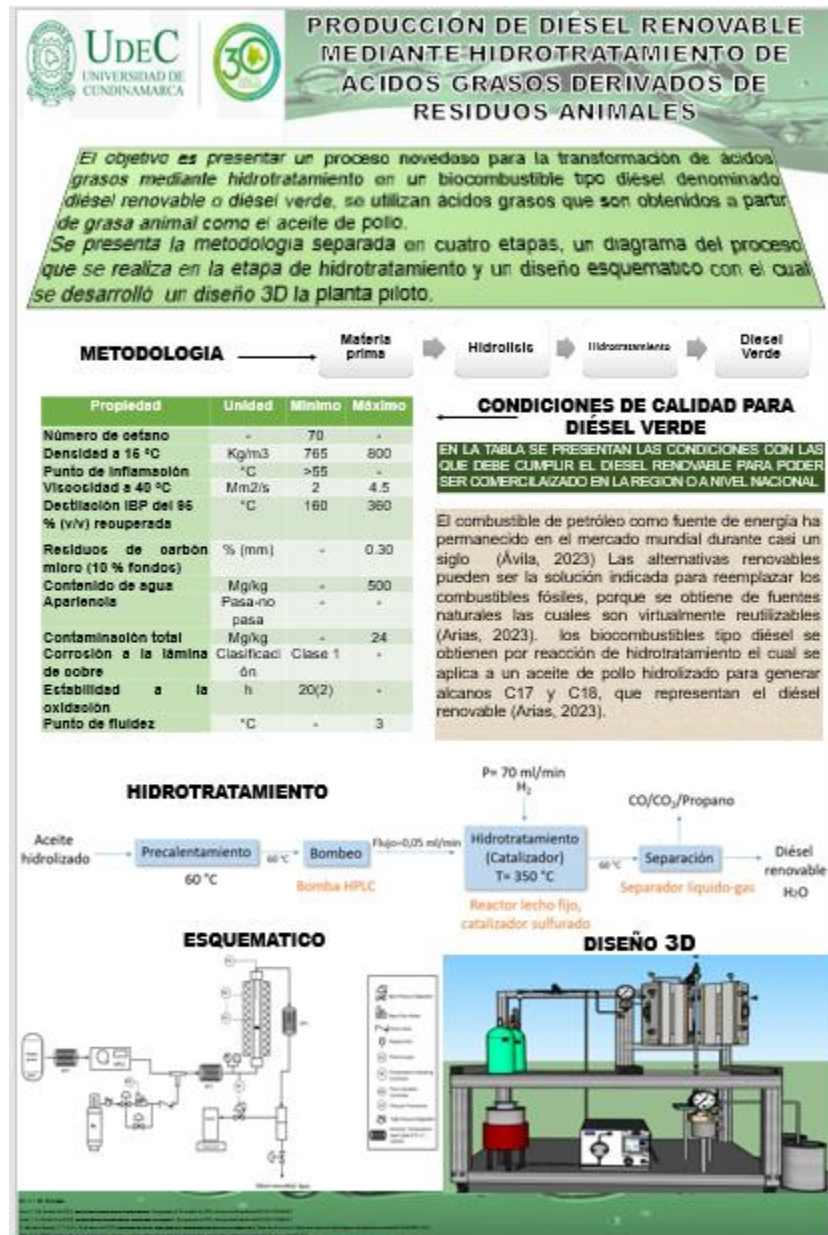 UDEC
UNIVERSIDAD DE
CUNDINAMARCA
30
PRODUCCIÓN DE DIÉSEL RENOVABLE
MEDIANTE HIDROTRATAMIENTO DE
ACIDOS GRASOS DERIVADOS DE
RESIDUOS ANIMALES
El objetivo es presentar un proceso novedoso para la transformación de ácidos
grasos mediante hidrotratamiento en un biocombustible tipo diésel denominado
diésel renovable o diésel verde, se utilizan ácidos grasos que son obtenidos a partir
de grasa animal como el aceite de pollo.
Se presenta la metodología separada en cuatro etapas, un diagrama del proceso
que se realiza en la etapa de hidrotratamiento y un diseño esquematico con el cual
se desarrolló un diseño 3D la planta piloto.
METODOLOGIA
Materia
prima
Hidrolisis
Hidrotratamiento
Diesel
Verde
Propiedad Unidad Minimo Máximo
Número de cetano - 70 -
Densidad a 15 ºC Kg/m3 765 800
Punto de inflamación °C >55 -
Viscosidad a 40 ºC Mm2/s 2 4.5
Destilación IBP del 95 °C 160 360
% (v/v) recuperada
Residuos de carbón % (mm) - 0.30
micro (10 % fondos)
Contenido de agua Mg/kg - 500
Apariencia Pasa-no - -
pasa
Contaminación total Mg/kg - 24
Corrosión a la lámina Clasificaci Clase 1 -
de cobre ón
Estabilidad a la h 20(2) -
oxidación
Punto de fluidez °C - 3
CONDICIONES DE CALIDAD PARA
DIÉSEL VERDE
EN LA TABLA SE PRESENTAN LAS CONDICIONES CON LAS
QUE DEBE CUMPLIR EL DIESEL RENOVABLE PARA PODER
SER COMERCILAIZADO EN LA REGION O A NIVEL NACIONAL
El combustible de petróleo como fuente de energía ha
permanecido en el mercado mundial durante casi un
siglo (Ávila, 2023) Las alternativas renovables
pueden ser la solución indicada para reemplazar los
combustibles fósiles, porque se obtiene de fuentes
naturales las cuales son virtualmente reutilizables
(Arias, 2023). los biocombustibles tipo diésel se
obtienen por reacción de hidrotratamiento el cual se
aplica a un aceite de pollo hidrolizado para generar
alcanos C17 y C18, que representan el diésel
renovable (Arias, 2023).
HIDROTRATAMIENTO
P= 70 ml/min
H₂
CO/CO₂/Propano
Aceite
hidrolizado
Precalentamiento
60 °C
60 °C
Bombeo
Bomba HPLC
Flujo=0,05 ml/min
Hidrotratamiento
(Catalizador)
T= 350 °C
Reactor lecho fijo,
catalizador sulfurado
60 °C
Separación
Separador líquido-gas
Diésel
renovable
H₂O
ESQUEMATICO
DISEÑO 3D